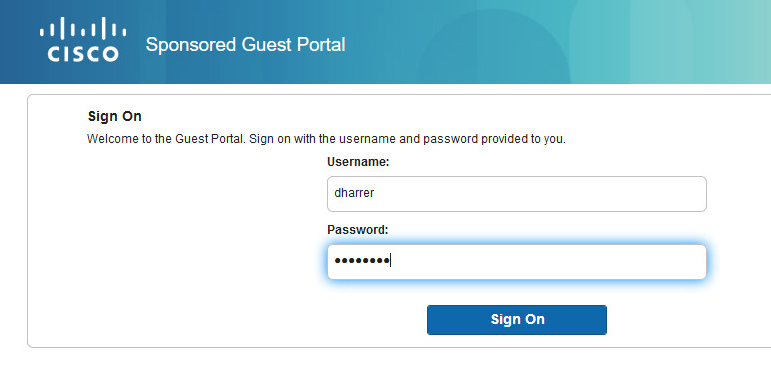 CISCO
Sponsored Guest Portal
Sign On
Welcome to the Guest Portal. Sign on with the username and password provided to you.
Username:
dharrer
Password:
••••••••
Sign On